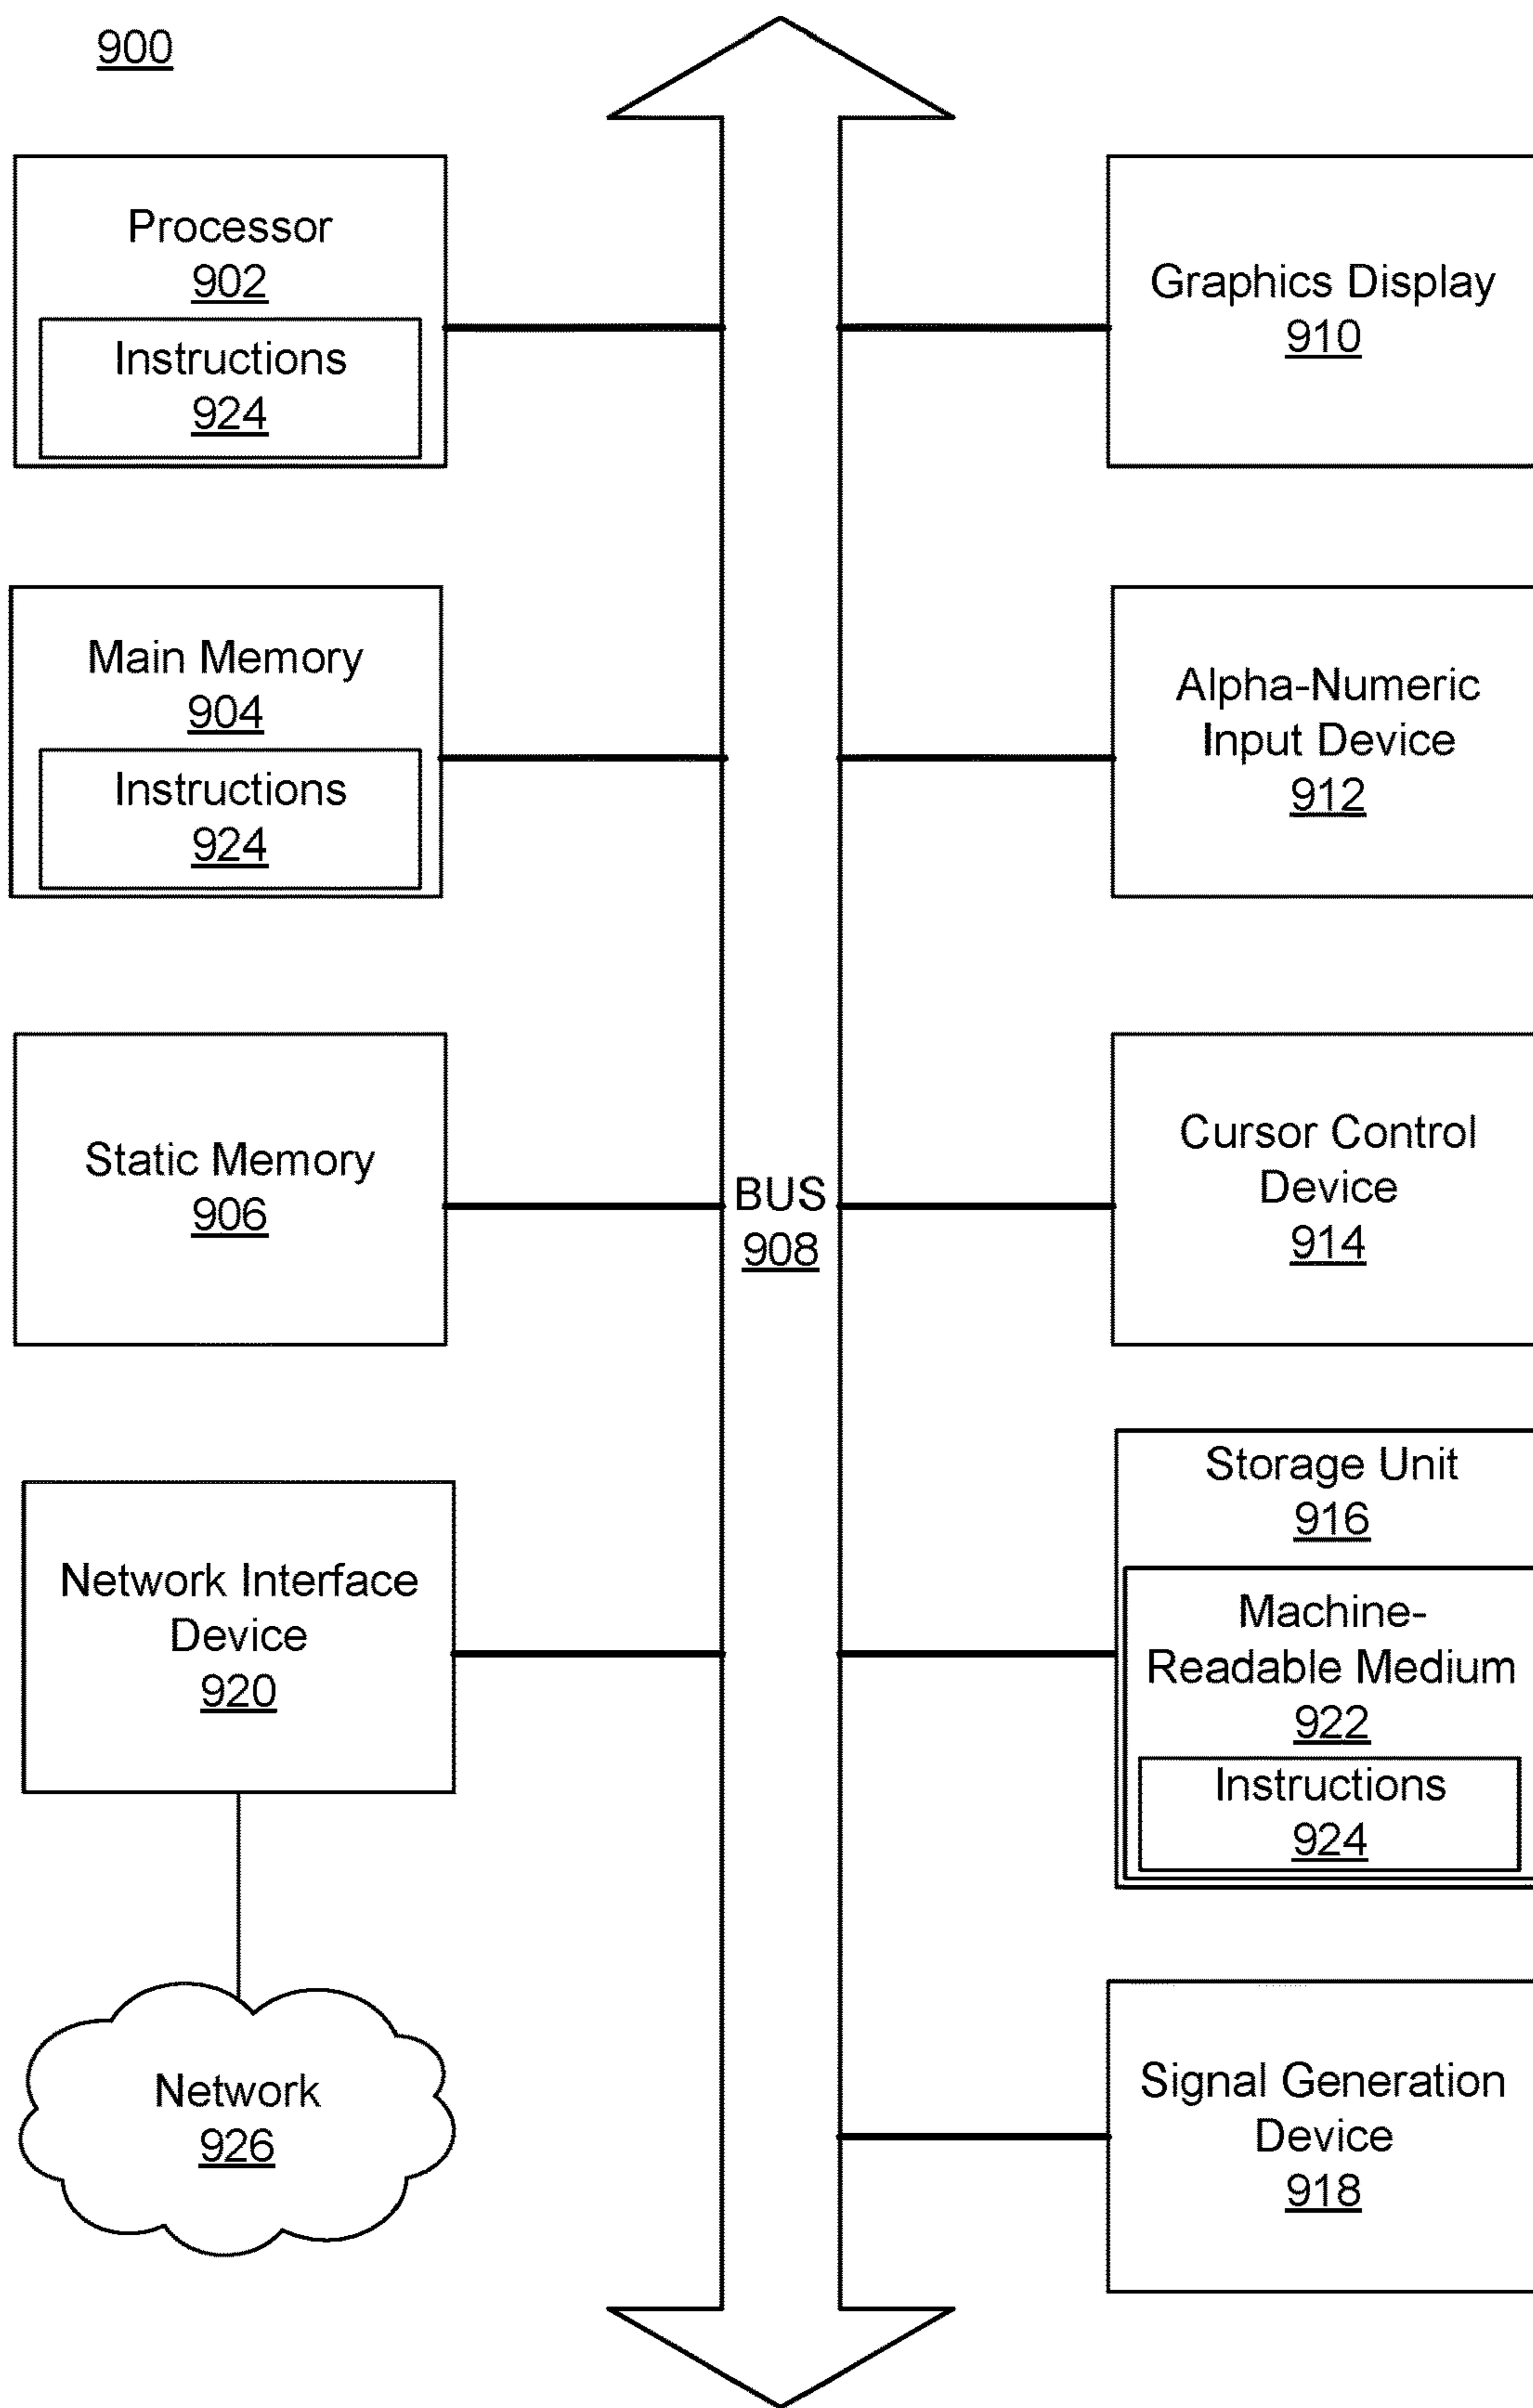 900
Processor
902
Instructions
924
Main Memory
904
Instructions
924
Static Memory
906
Network Interface
Device
920
Network
926
BUS
908
Graphics Display
910
Alpha-Numeric
Input Device
912
Cursor Control
Device
914
Storage Unit
916
Machine-
Readable Medium
922
Instructions
924
Signal Generation
Device
918